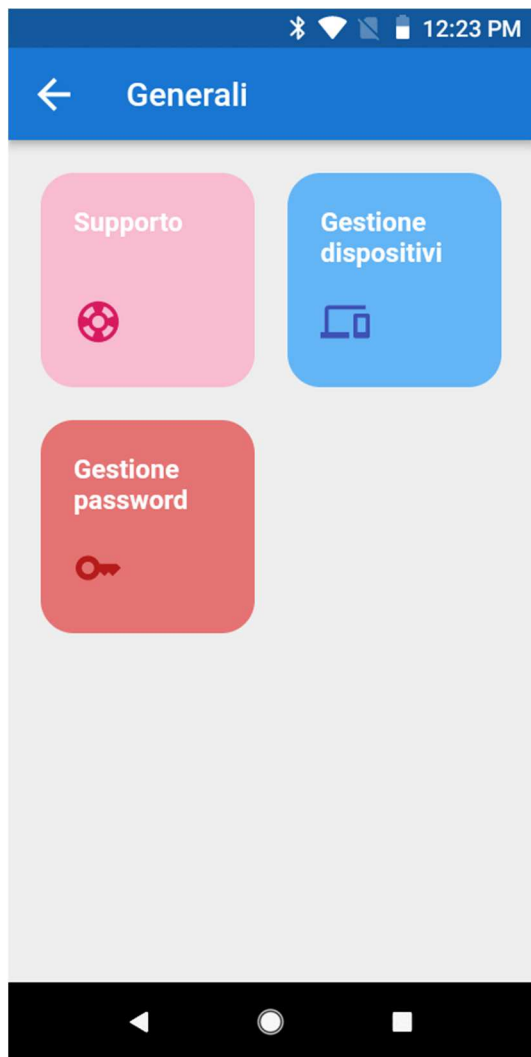 12:23 PM
Generali
Supporto
Gestione
dispositivi
Gestione
password